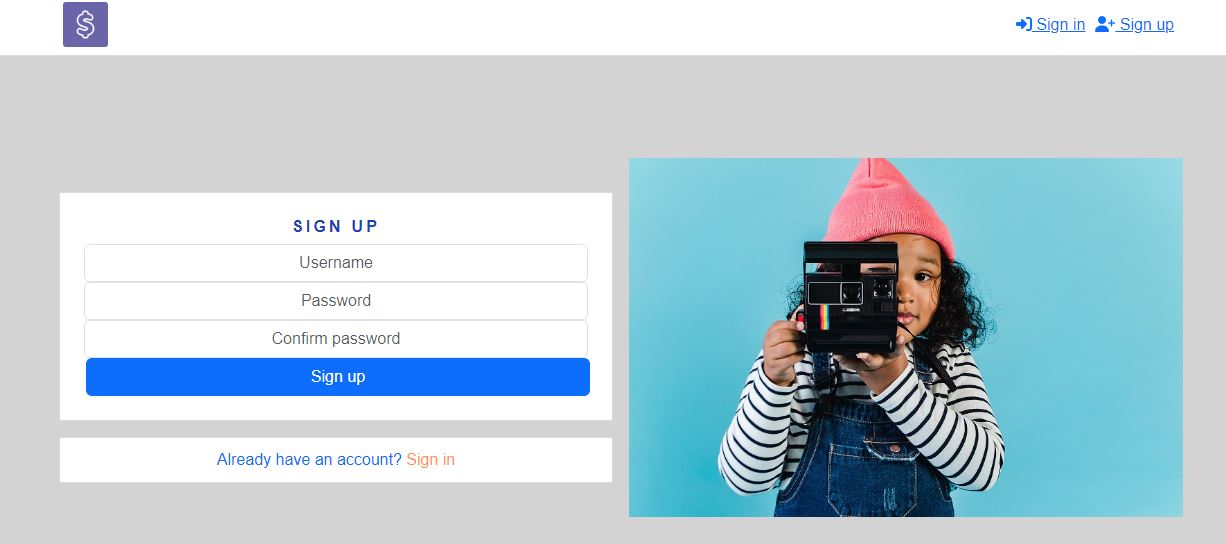 $
Sign in Sign up
SIGN UP
Username
Password
Confirm password
Sign up
Already have an account? Sign in